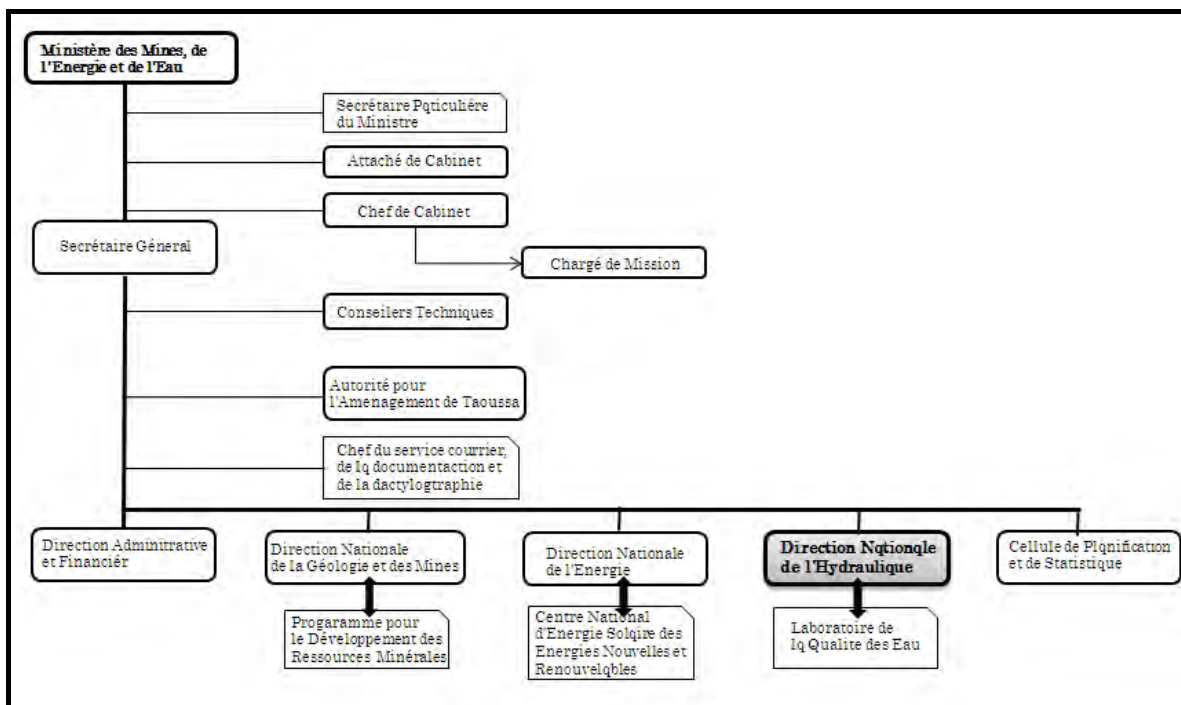 Ministère des Mines, de
l'Energie et de l'Eau
Secrétaire Pqticuliére
du Ministre
Attaché de Cabinet
Chef de Cabinet
Secrétaire Géneral
Chargé de Mission
Conseilers Techniques
Autorité pour
l'Amenagement de Taoussa
Chef du service courrier,
de lq documentaction et
de la dactylogtraphie
Direction Adminitrative
et Financiér
Direction Nationale
de la Géologie et des Mines
Direction Nationale
de l'Energie
Direction Nqtionqle
de l'Hydraulique
Cellule de Plqnification
et de Statistique
Progaramme pour
le Développement des
Ressources Minérales
Centre National
d'Energie Solqire des
Energies Nouvelles et
Renouvelqbles
Laboratoire de
lq Qualite des Eau